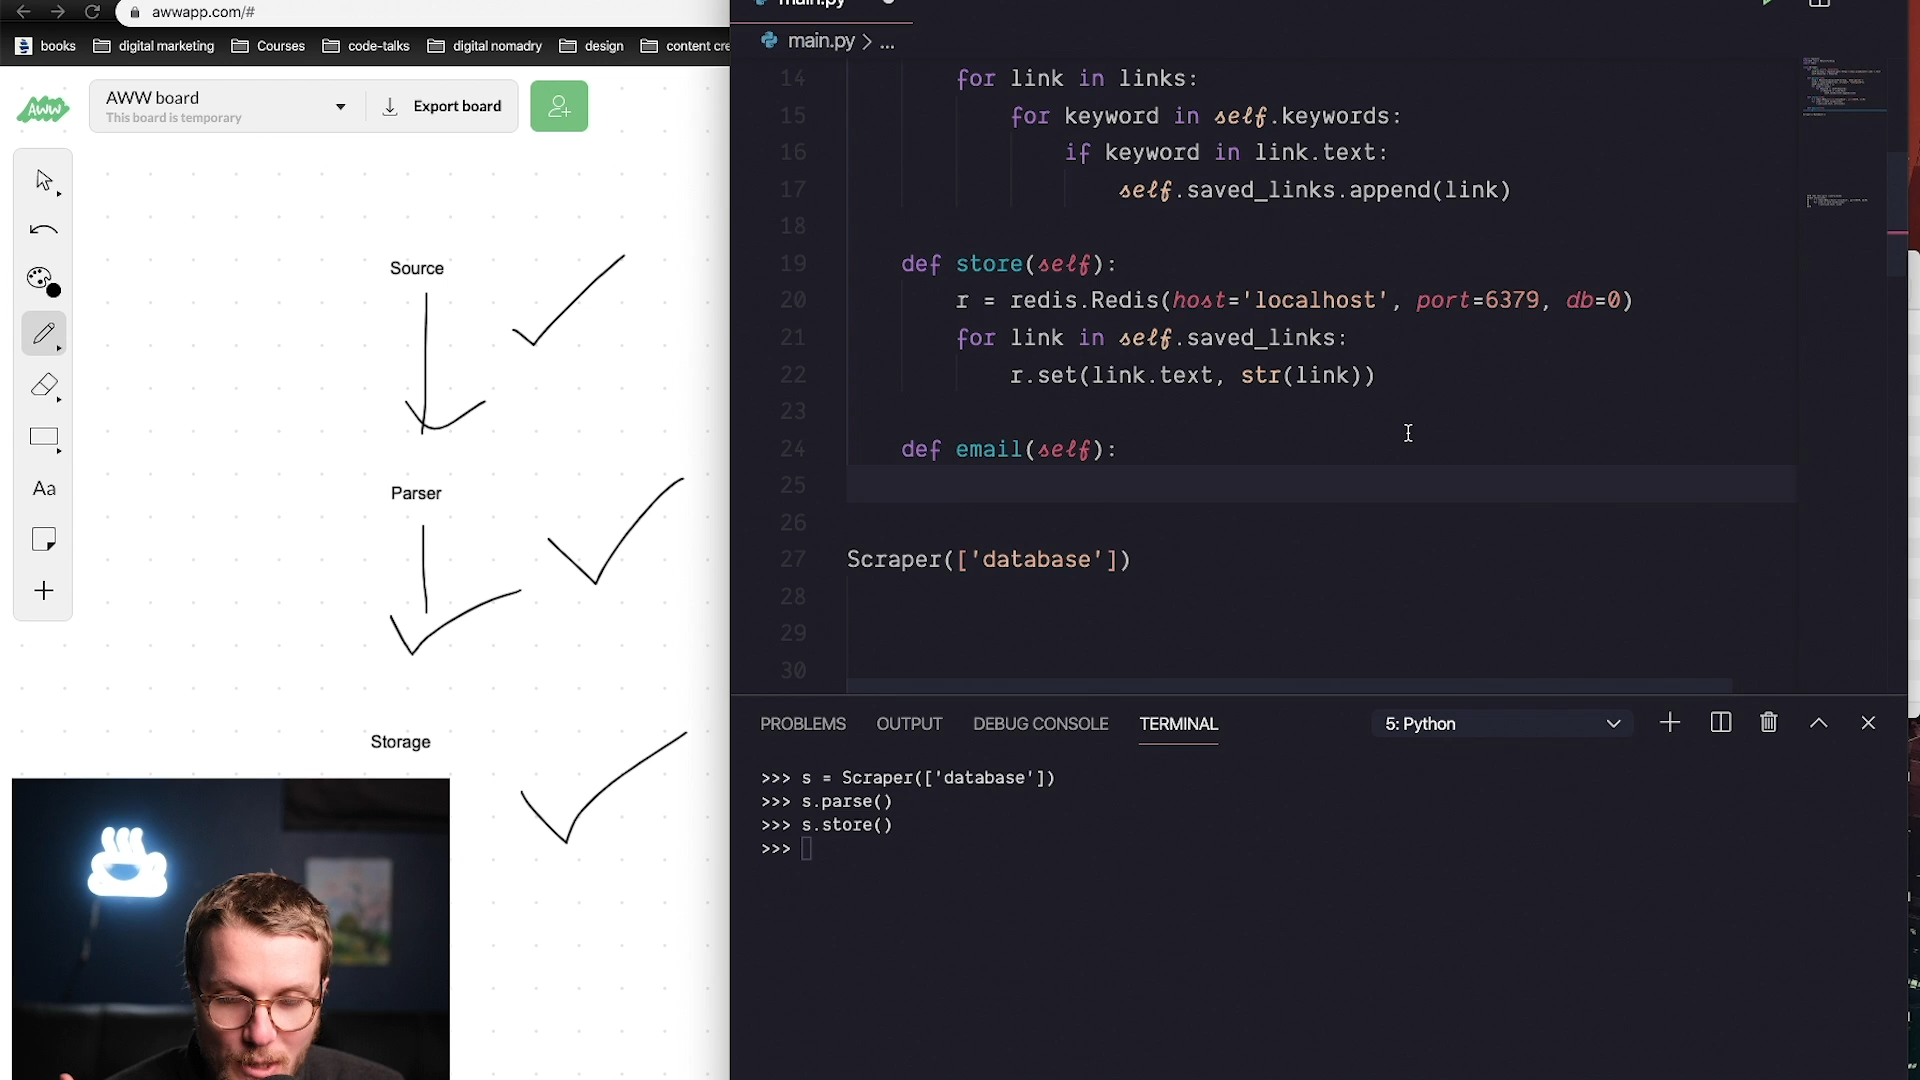 awwapp.com/#
books
digital marketing
Courses
code-talks
digital nomadry
design
content cre
AWW
AWW board
This board is temporary
Export board
Aa
Source
Parser
Storage
main.py
main.py > ...
14 for link in links:
15 for keyword in self.keywords:
16 if keyword in link.text:
17 self.saved_links.append(link)
18
19 def store(self):
20 r = redis.Redis(host='localhost', port=6379, db=0)
21 for link in self.saved_links:
22 r.set(link.text, str(link))
23
24 def email(self):
25
26
27 Scraper(['database'])
28
29
30
PROBLEMS OUTPUT DEBUG CONSOLE TERMINAL 5: Python
>>> s = Scraper(['database'])
>>> s.parse()
>>> s.store()
>>>